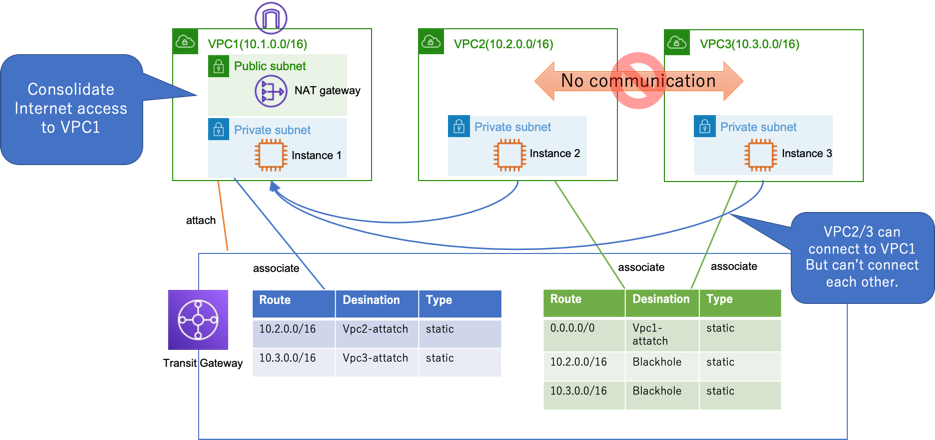 VPC1(10.1.0.0/16)
VPC2(10.2.0.0/16)
VPC3(10.3.0.0/16)
Public subnet
NAT gateway
Consolidate
Internet access
to VPC1
No communication
Private subnet
Instance 1
Private subnet
Instance 2
Private subnet
Instance 3
attach
VPC2/3 can
connect to VPC1
But can't connect
each other.
associate
associate
associate
Route Desination Type
10.2.0.0/16 Vpc2-attatch static
10.3.0.0/16 Vpc3-attatch static
Route Desination Type
0.0.0.0/0 Vpc1-
attatch static
10.2.0.0/16 Blackhole static
10.3.0.0/16 Blackhole static
Transit Gateway